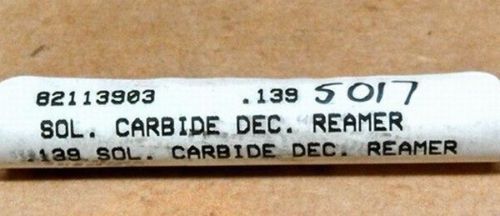 82113903 .139 5017
SOL. CARBIDE DEC. REAMER
.139 SOL. CARBIDE DEC. REAMER